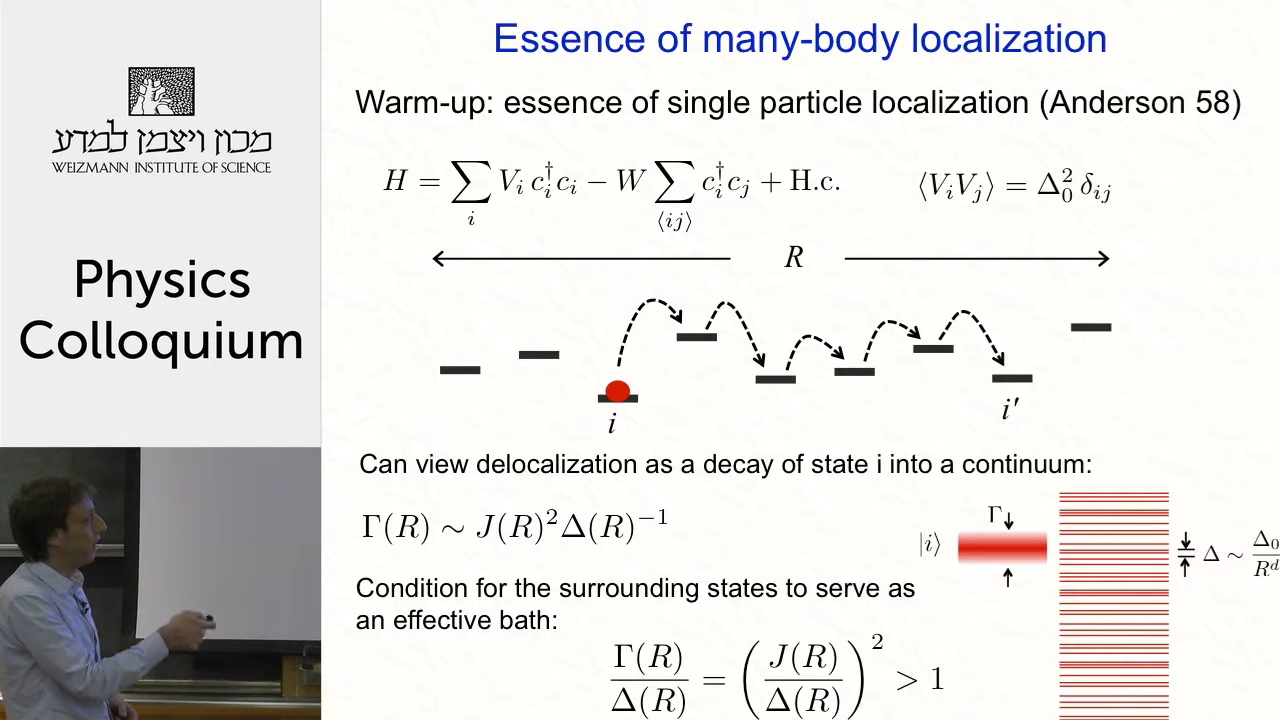 מכון ויצמן למדע
WEIZMANN INSTITUTE OF SCIENCE
Physics
Colloquium
Essence of many-body localization
Warm-up: essence of single particle localization (Anderson 58)
H = ∑_i V_i c_i^† c_i − W ∑_{⟨ij⟩} c_i^† c_j + H.c. ⟨V_i V_j⟩ = Δ_0^2 δ_{ij}
R
i
i′
Can view delocalization as a decay of state i into a continuum:
Γ(R) ∼ J(R)^2 Δ(R)^{−1}
Γ
|i⟩
Δ ∼ Δ_0 / R^d
Condition for the surrounding states to serve as
an effective bath:
Γ(R)/Δ(R) = (J(R)/Δ(R))^2 > 1